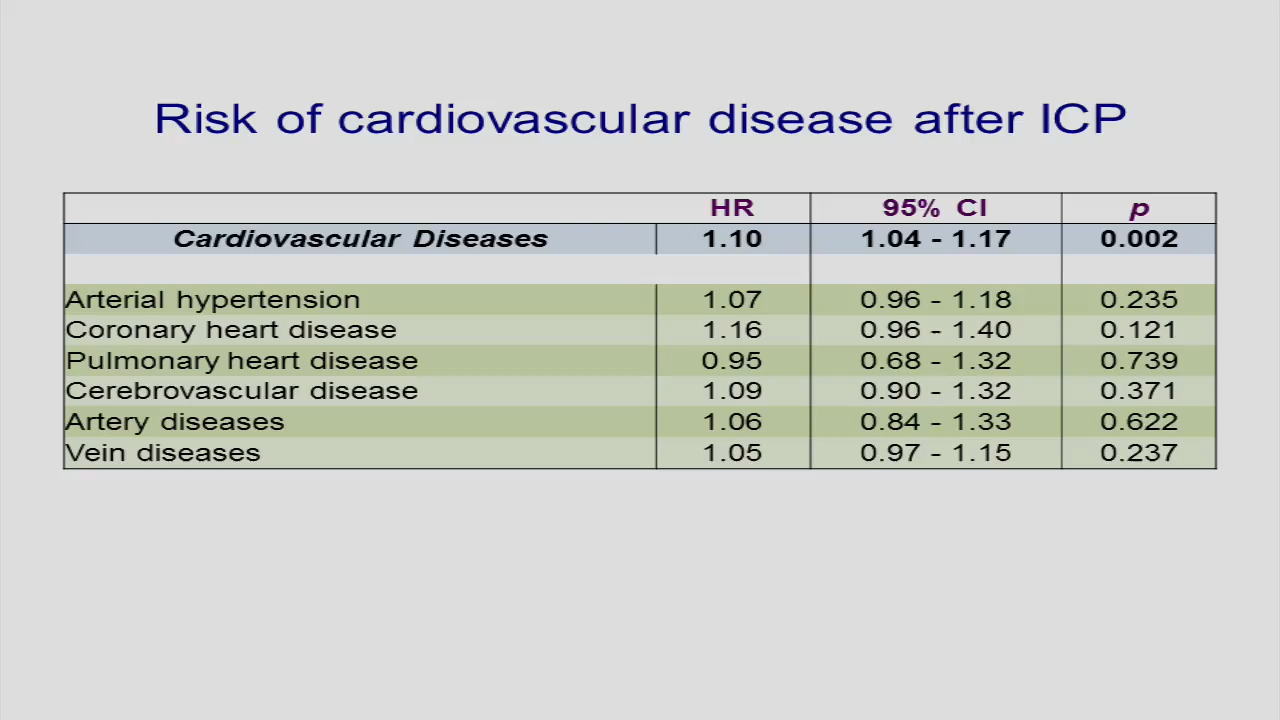 Risk of cardiovascular disease after ICP
HR 95% CI p
Cardiovascular Diseases 1.10 1.04 - 1.17 0.002
Arterial hypertension 1.07 0.96 - 1.18 0.235
Coronary heart disease 1.16 0.96 - 1.40 0.121
Pulmonary heart disease 0.95 0.68 - 1.32 0.739
Cerebrovascular disease 1.09 0.90 - 1.32 0.371
Artery diseases 1.06 0.84 - 1.33 0.622
Vein diseases 1.05 0.97 - 1.15 0.237